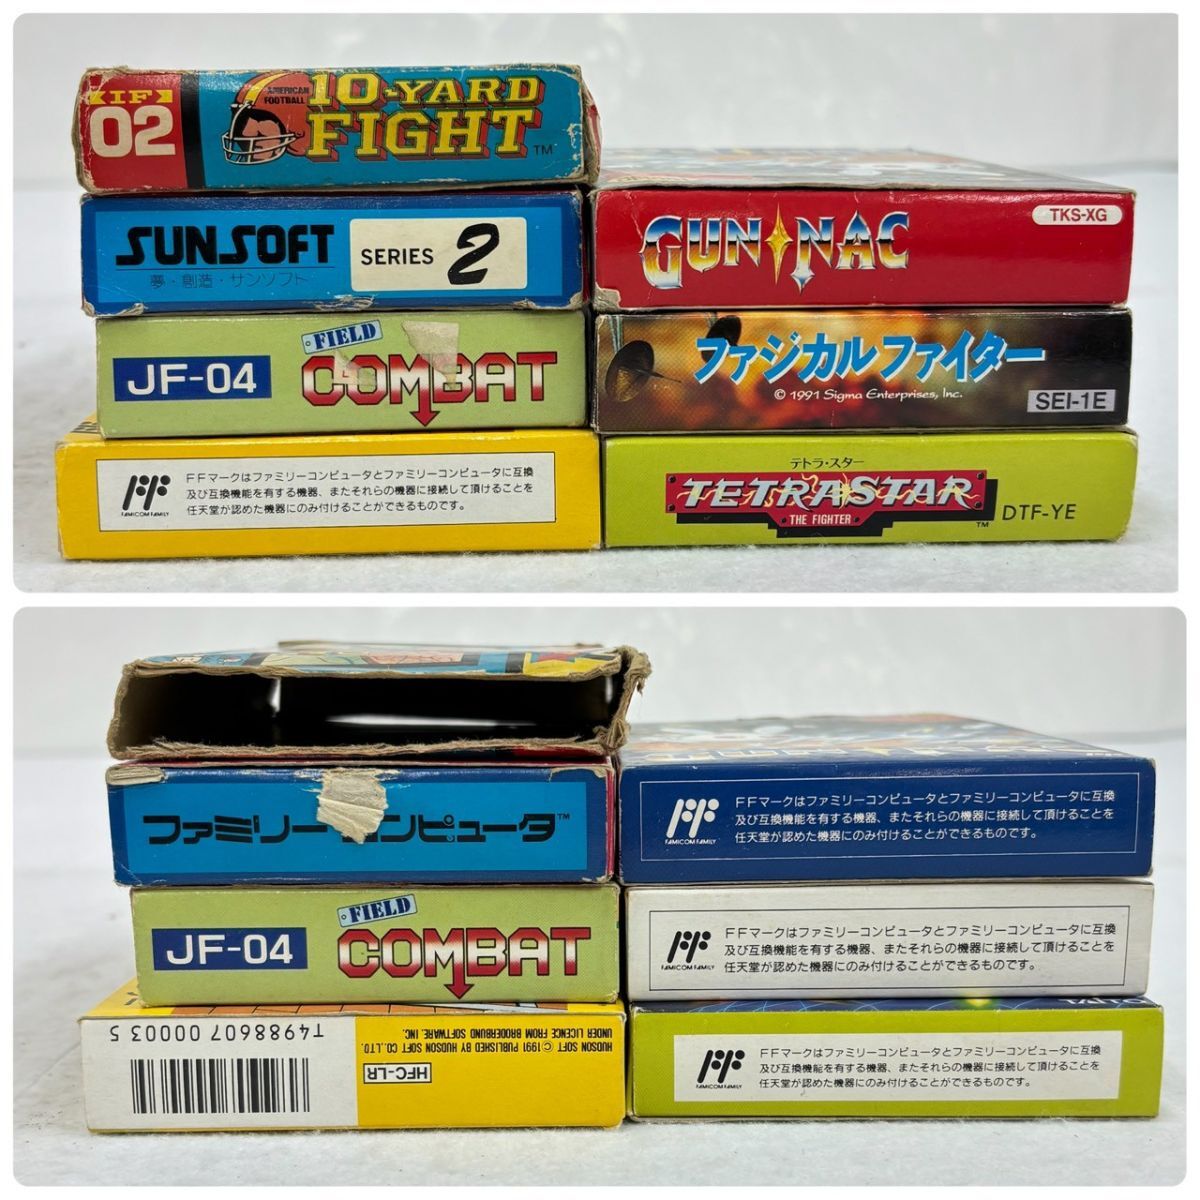 IF
02
AMERICAN
FOOTBALL
10-YARD
FIGHT
TM
SUNSOFT
夢・創造・サンソフト
SERIES 2
JF-04
FIELD
COMBAT
FF
FAMICOM FAMILY
FFマークはファミリーコンピュータとファミリーコンピュータに互換
及び互換機能を有する機器、またそれらの機器に接続して頂けることを
任天堂が認めた機器にのみ付けることができるものです。
GUN・NAC
TKS-XG
ファジカルファイター
© 1991 Sigma Enterprises, Inc.
SEI-1E
テトラ・スター
TETRASTAR
THE FIGHTER
TM
DTF-YE
ファミリーコンピュータ™
JF-04
FIELD
COMBAT
T4988607 00003 5
HUDSON SOFT © 1991 PUBLISHED BY HUDSON SOFT CO.,LTD.
UNDER LICENCE FROM BRODERBUND SOFTWARE, INC.
HFC-LR
FF
FAMICOM FAMILY
FFマークはファミリーコンピュータとファミリーコンピュータに互換
及び互換機能を有する機器、またそれらの機器に接続して頂けることを
任天堂が認めた機器にのみ付けることができるものです。
FF
FAMICOM FAMILY
FFマークはファミリーコンピュータとファミリーコンピュータに互換
及び互換機能を有する機器、またそれらの機器に接続して頂けることを
任天堂が認めた機器にのみ付けることができるものです。
TAITO
FF
FAMICOM FAMILY
FFマークはファミリーコンピュータとファミリーコンピュータに互換
及び互換機能を有する機器、またそれらの機器に接続して頂けることを
任天堂が認めた機器にのみ付けることができるものです。